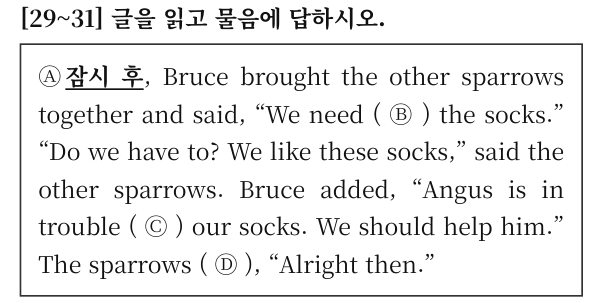 [29~31] 글을 읽고 물음에 답하시오.
Ⓐ잠시 후, Bruce brought the other sparrows
together and said, “We need ( Ⓑ ) the socks.”
“Do we have to? We like these socks,” said the
other sparrows. Bruce added, “Angus is in
trouble ( Ⓒ ) our socks. We should help him.”
The sparrows ( Ⓓ ), “Alright then.”